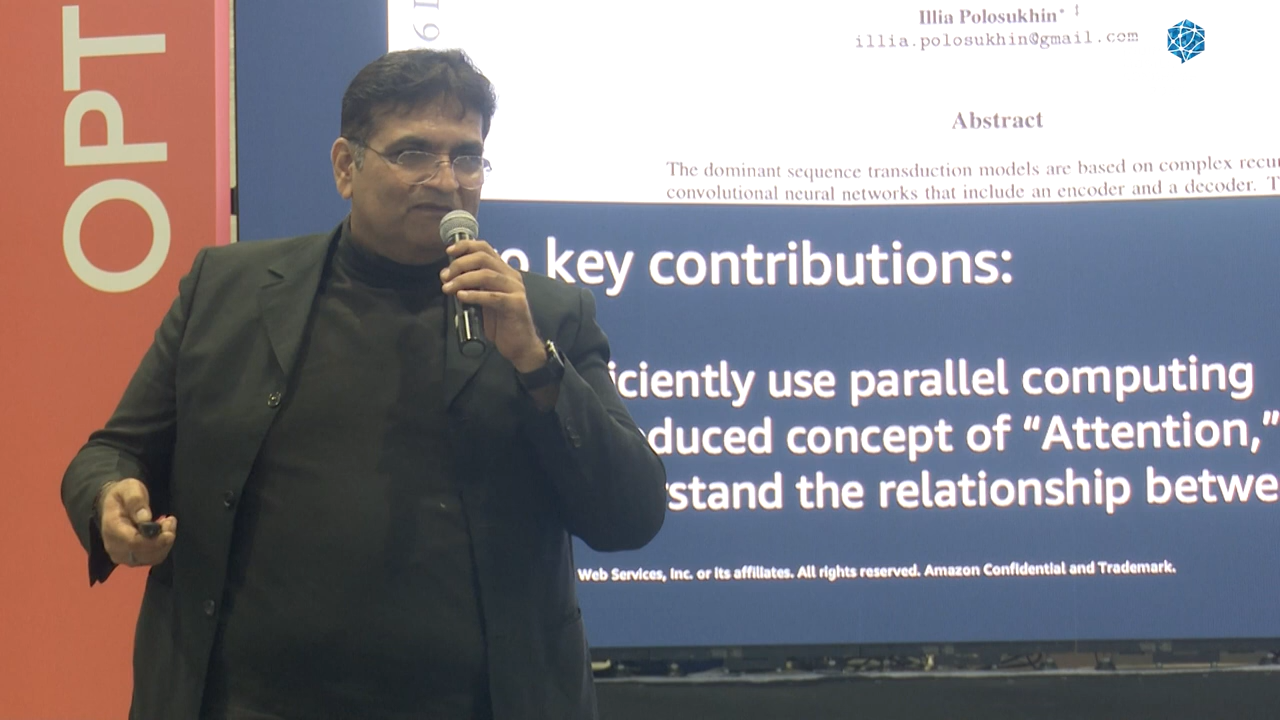 OPT
Illia Polosukhin* ‡
illia.polosukhin@gmail.com
Abstract
The dominant sequence transduction models are based on complex recu
convolutional neural networks that include an encoder and a decoder. T
o key contributions:
iciently use parallel computing
duced concept of “Attention,”
rstand the relationship betwe
Web Services, Inc. or its affiliates. All rights reserved. Amazon Confidential and Trademark.